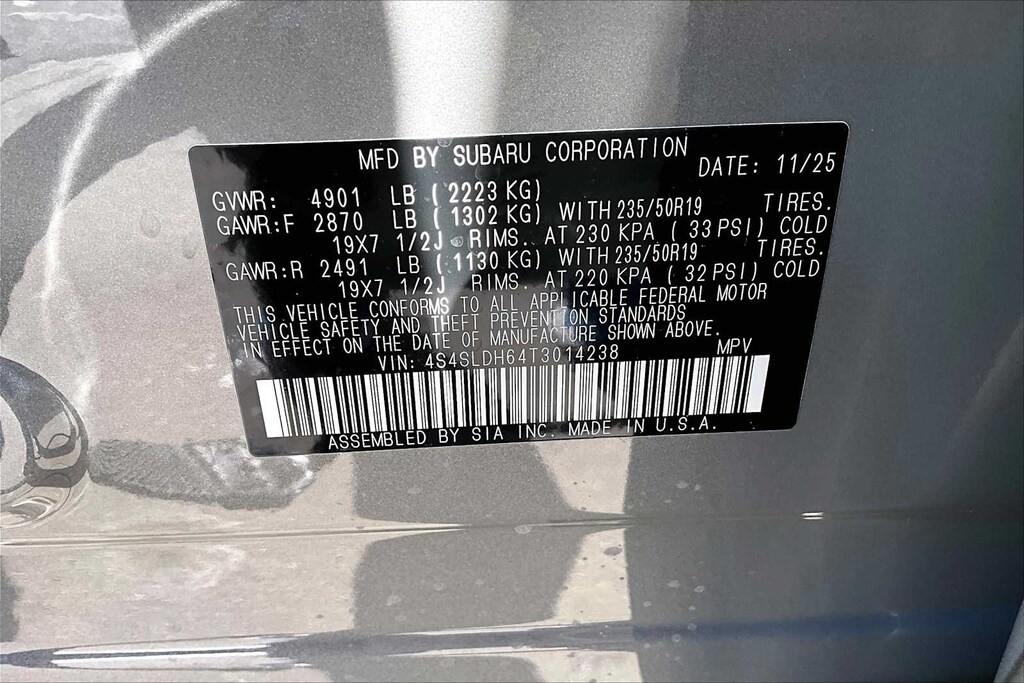 MFD BY SUBARU CORPORATION DATE: 11/25
GVWR: 4901 LB ( 2223 KG)
GAWR:F 2870 LB ( 1302 KG) WITH 235/50R19 TIRES.
19X7 1/2J RIMS. AT 230 KPA ( 33 PSI) COLD
GAWR:R 2491 LB ( 1130 KG) WITH 235/50R19 TIRES.
19X7 1/2J RIMS. AT 220 KPA ( 32 PSI) COLD
THIS VEHICLE CONFORMS TO ALL APPLICABLE FEDERAL MOTOR
VEHICLE SAFETY AND THEFT PREVENTION STANDARDS
IN EFFECT ON THE DATE OF MANUFACTURE SHOWN ABOVE.
VIN: 4S4SLDH64T3014238 MPV
ASSEMBLED BY SIA INC. MADE IN U.S.A.